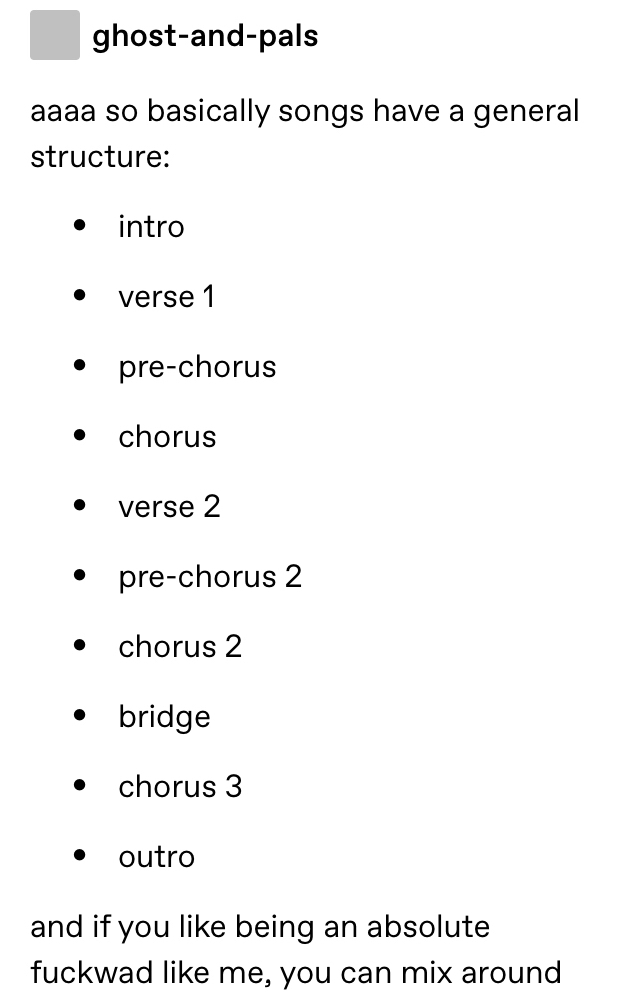 ghost-and-pals
aaaa so basically songs have a general
structure:
• intro
• verse 1
• pre-chorus
• chorus
• verse 2
• pre-chorus 2
• chorus 2
• bridge
• chorus 3
• outro
and if you like being an absolute
fuckwad like me, you can mix around